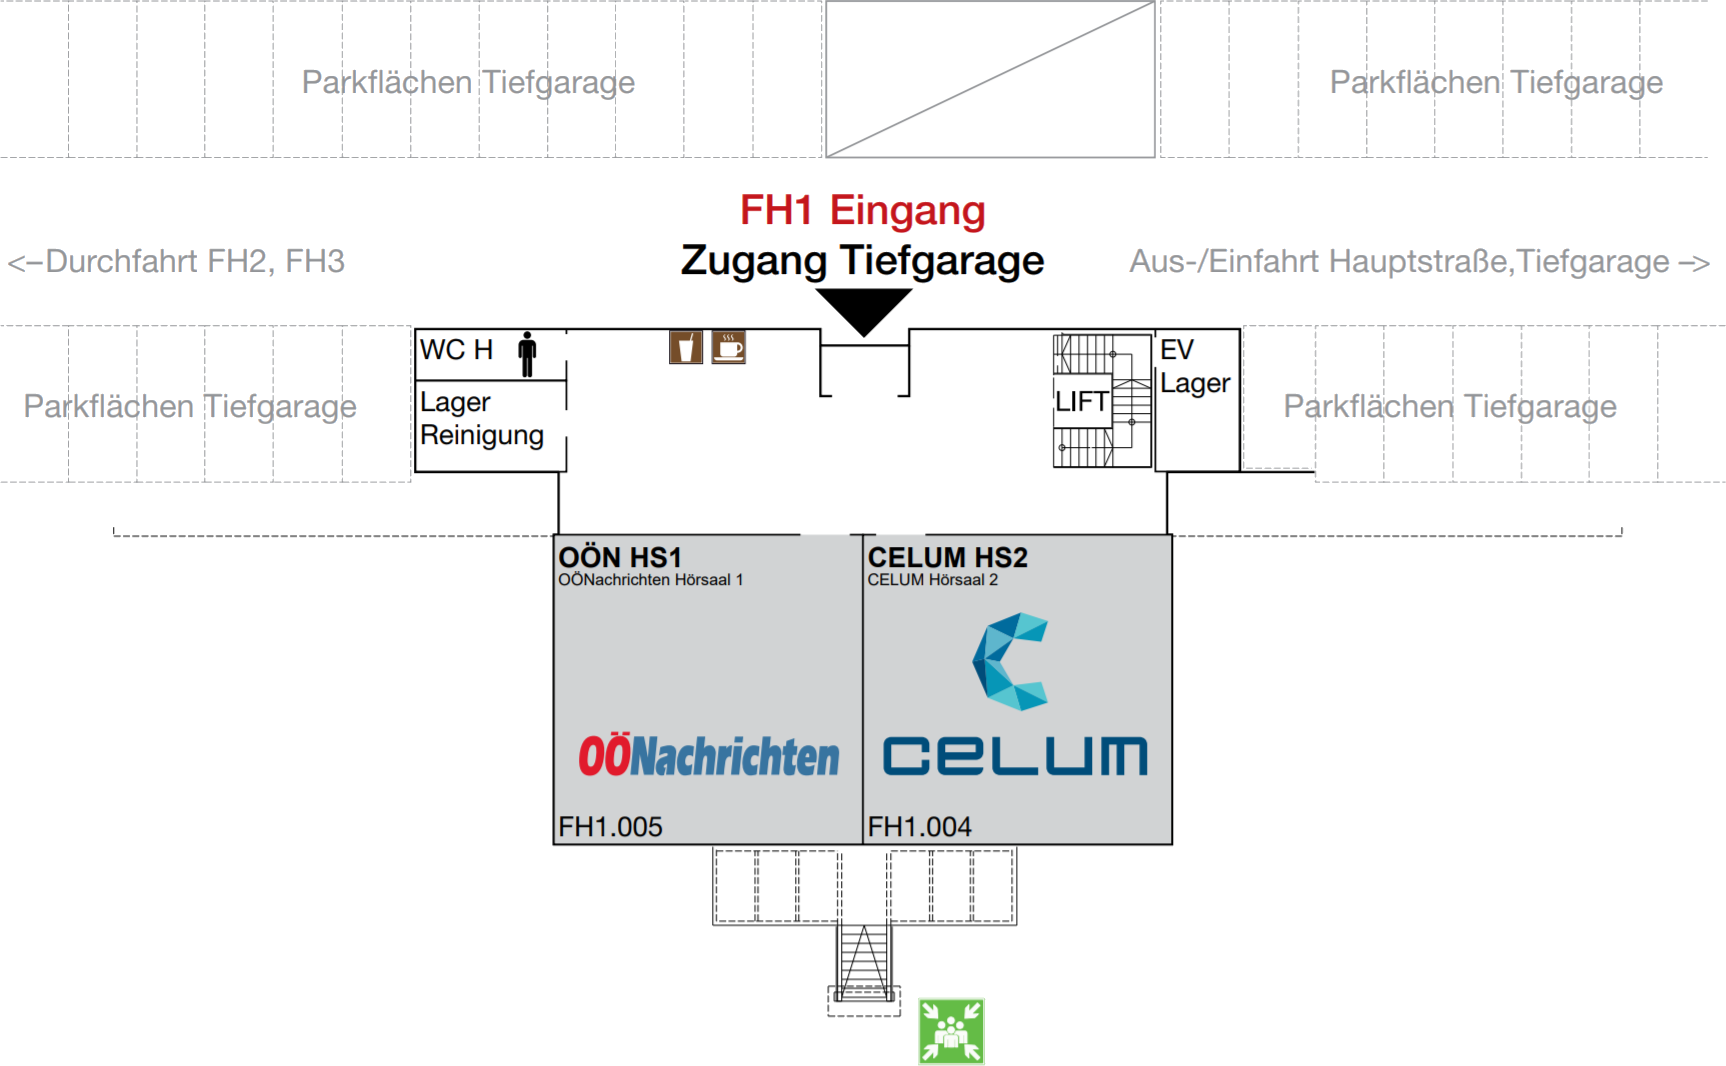 Parkflächen Tiefgarage
Parkflächen Tiefgarage
FH1 Eingang
Zugang Tiefgarage
<–Durchfahrt FH2, FH3
Aus-/Einfahrt Hauptstraße,Tiefgarage –>
WC H
EV
Lager
Parkflächen Tiefgarage
Lager
Reinigung
LIFT
Parkflächen Tiefgarage
OÖN HS1
OÖNachrichten Hörsaal 1
CELUM HS2
CELUM Hörsaal 2
OÖNachrichten
CELUM
FH1.005
FH1.004